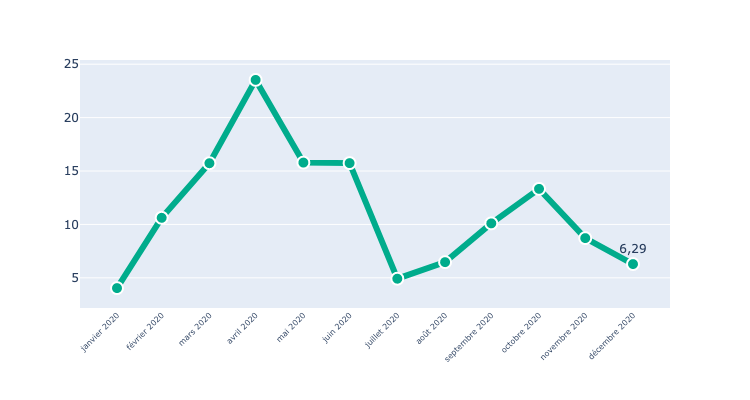 25
20
15
10
5
6,29
janvier 2020
février 2020
mars 2020
avril 2020
mai 2020
juin 2020
juillet 2020
août 2020
septembre 2020
octobre 2020
novembre 2020
décembre 2020